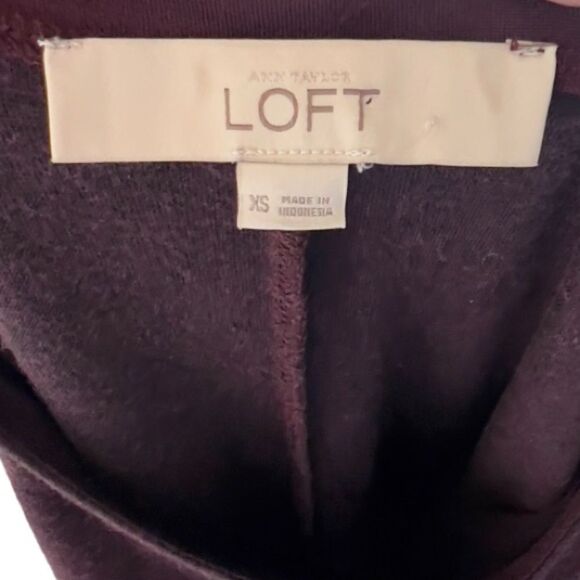 ANN TAYLOR
LOFT
XS
MADE IN
INDONESIA